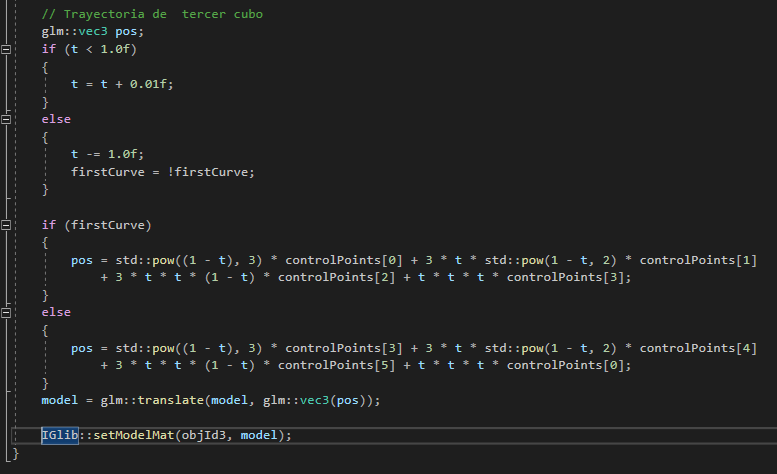 // Trayectoria de  tercer cubo
glm::vec3 pos;
if (t < 1.0f)
{
t = t + 0.01f;
}
else
{
t -= 1.0f;
firstCurve = !firstCurve;
}
if (firstCurve)
{
pos = std::pow((1 - t), 3) * controlPoints[0] + 3 * t * std::pow(1 - t, 2) * controlPoints[1]
+ 3 * t * t * (1 - t) * controlPoints[2] + t * t * t * controlPoints[3];
}
else
{
pos = std::pow((1 - t), 3) * controlPoints[3] + 3 * t * std::pow(1 - t, 2) * controlPoints[4]
+ 3 * t * t * (1 - t) * controlPoints[5] + t * t * t * controlPoints[0];
}
model = glm::translate(model, glm::vec3(pos));
IGlib::setModelMat(objId3, model);
}